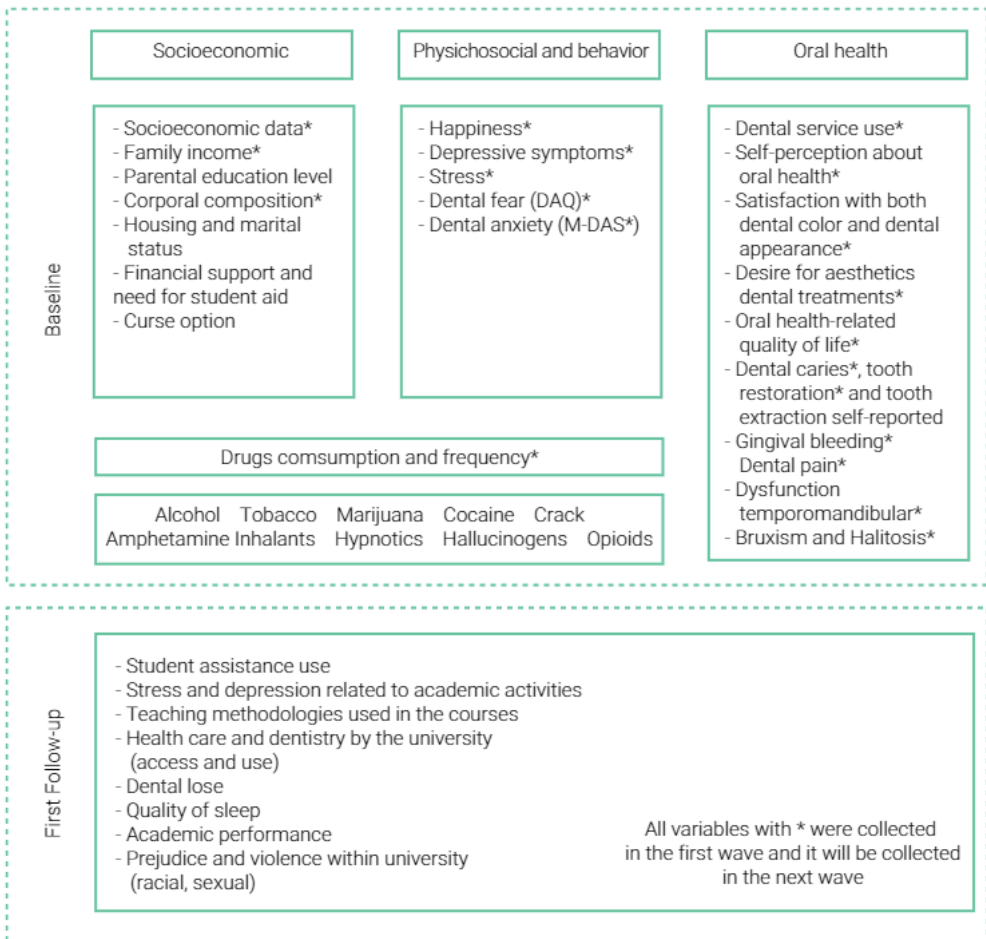 Baseline
Socioeconomic
- Socioeconomic data*
- Family income*
- Parental education level
- Corporal composition*
- Housing and marital
status
- Financial support and
need for student aid
- Curse option
Physichosocial and behavior
- Happiness*
- Depressive symptoms*
- Stress*
- Dental fear (DAQ)*
- Dental anxiety (M-DAS*)
Oral health
- Dental service use*
- Self-perception about
oral health*
- Satisfaction with both
dental color and dental
appearance*
- Desire for aesthetics
dental treatments*
- Oral health-related
quality of life*
- Dental caries*, tooth
restoration* and tooth
extraction self-reported
- Gingival bleeding*
Dental pain*
- Dysfunction
temporomandibular*
- Bruxism and Halitosis*
Drugs comsumption and frequency*
Alcohol Tobacco Marijuana Cocaine Crack
Amphetamine Inhalants Hypnotics Hallucinogens Opioids
First Follow-up
- Student assistance use
- Stress and depression related to academic activities
- Teaching methodologies used in the courses
- Health care and dentistry by the university
(access and use)
- Dental lose
- Quality of sleep
- Academic performance
- Prejudice and violence within university
(racial, sexual)
All variables with * were collected
in the first wave and it will be collected
in the next wave